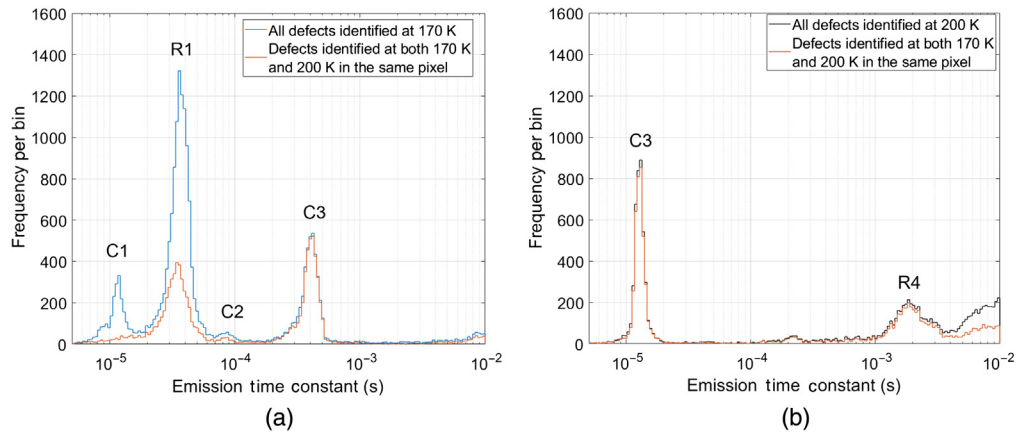 (a)
1600
1400
1200
1000
800
600
400
200
0
Frequency per bin
All defects identified at 170 K
Defects identified at both 170 K
and 200 K in the same pixel
R1
C1
C2
C3
10⁻⁵
10⁻⁴
10⁻³
10⁻²
Emission time constant (s)
(a)
(b)
1600
1400
1200
1000
800
600
400
200
0
Frequency per bin
All defects identified at 200 K
Defects identified at both 170 K
and 200 K in the same pixel
C3
R4
10⁻⁵
10⁻⁴
10⁻³
10⁻²
Emission time constant (s)
(b)